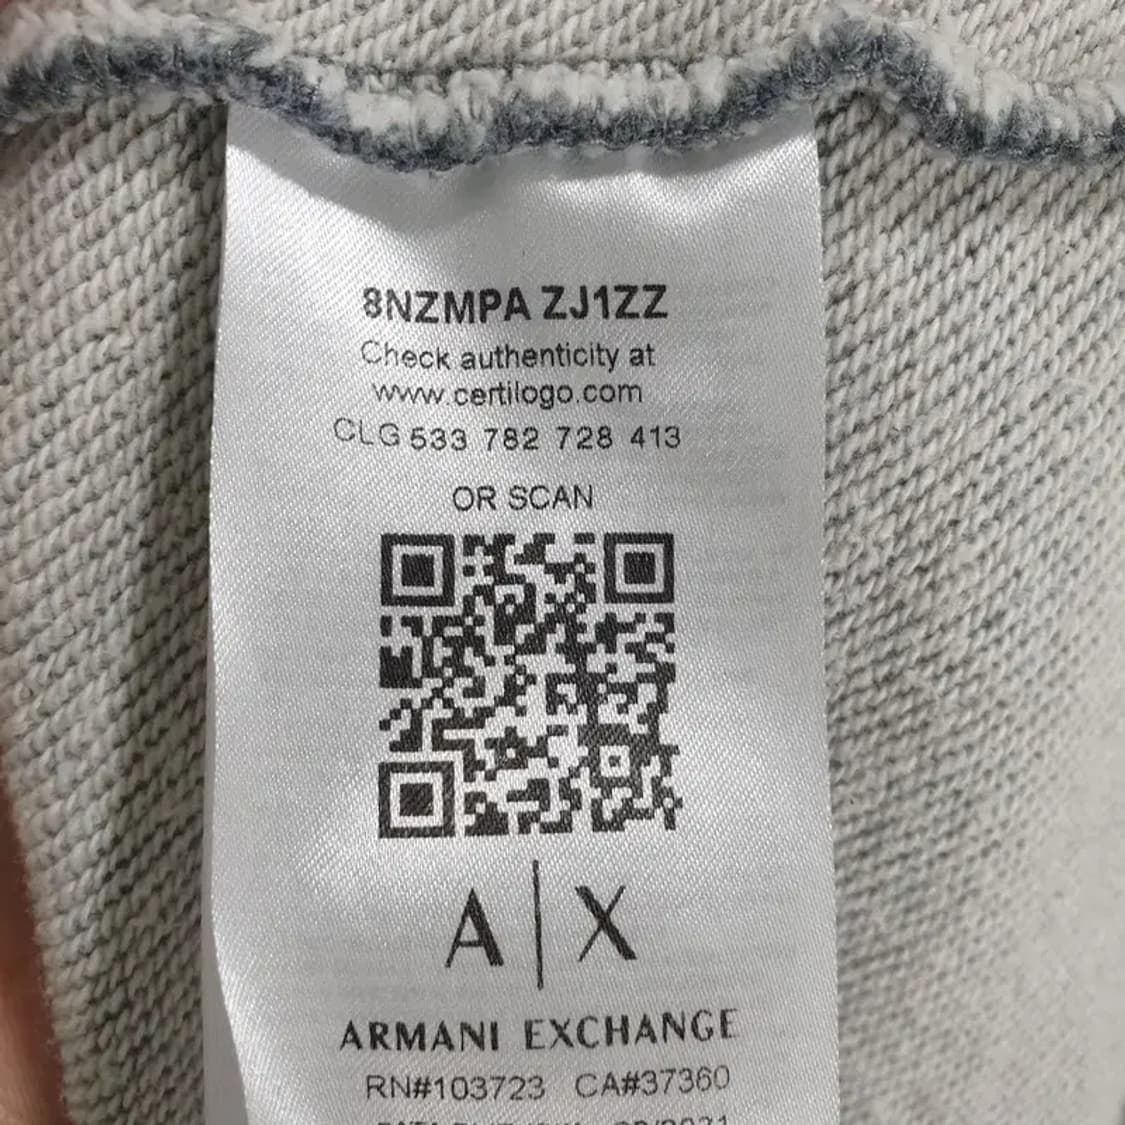 8NZMPA ZJ1ZZ
Check authenticity at
www.certilogo.com
CLG 533 782 728 413
OR SCAN
A|X
ARMANI EXCHANGE
RN#103723 CA#37360